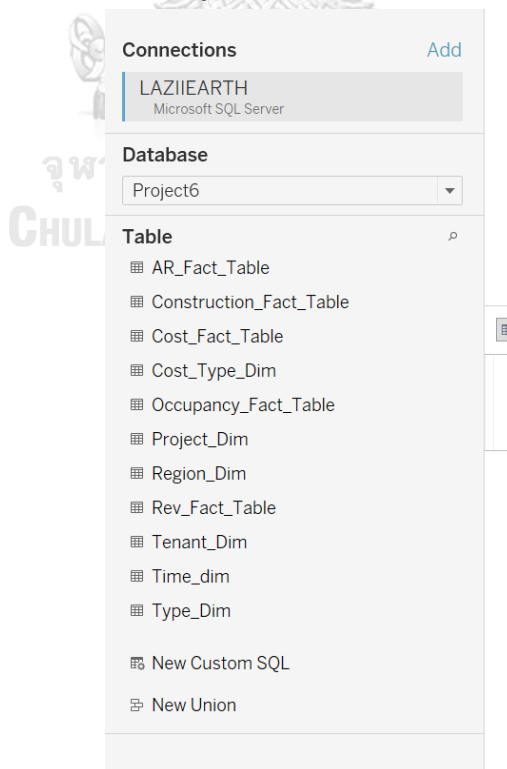 Connections Add
LAZIIEARTH
Microsoft SQL Server
Database
Project6
Table
AR_Fact_Table
Construction_Fact_Table
Cost_Fact_Table
Cost_Type_Dim
Occupancy_Fact_Table
Project_Dim
Region_Dim
Rev_Fact_Table
Tenant_Dim
Time_dim
Type_Dim
New Custom SQL
New Union